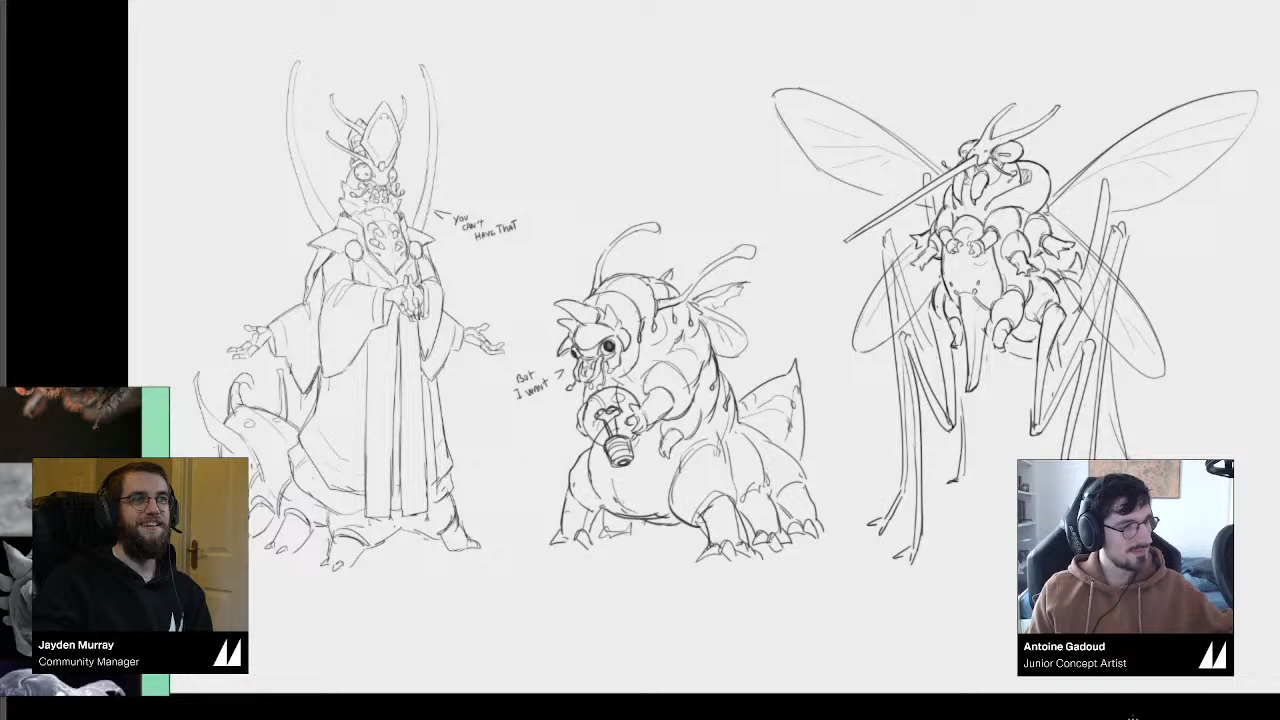 YOU
CAN'T
HAVE THAT
BUT
I WANT
Jayden Murray
Community Manager
Antoine Gadoud
Junior Concept Artist